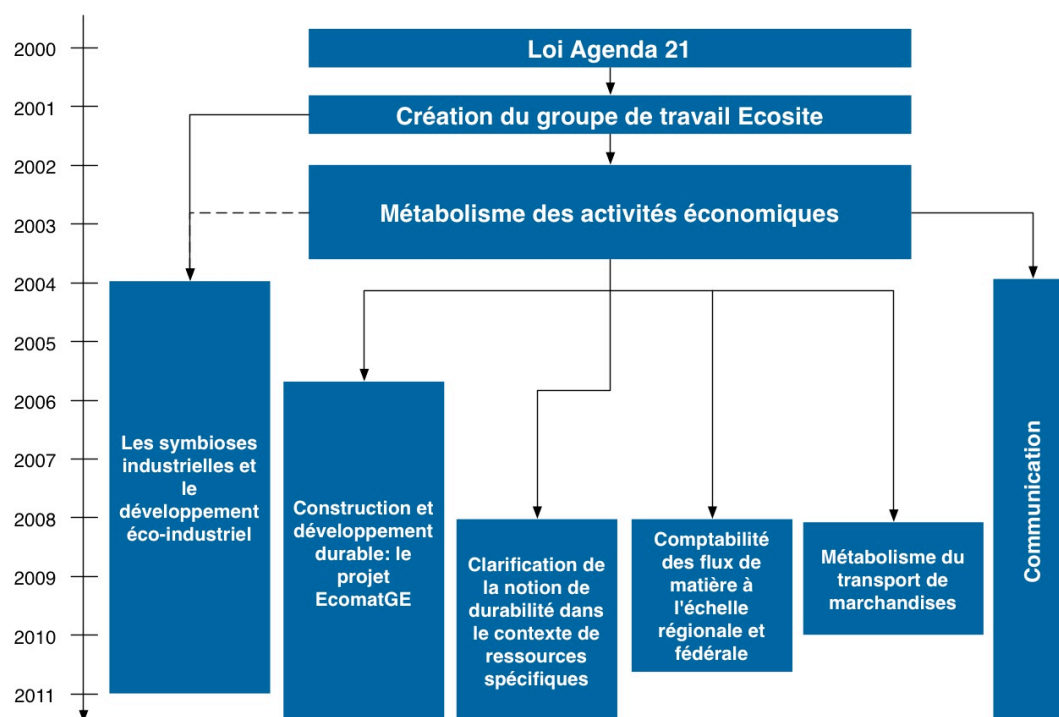 2000
Loi Agenda 21
2001
Création du groupe de travail Ecosite
2002
Métabolisme des activités économiques
2003
2004
2005
2006
2007
2008
2009
2010
2011
Les symbioses
industrielles et
le
développement
éco-industriel
Construction et
développement
durable: le
projet
EcomatGE
Clarification de
la notion de
durabilité dans
le contexte de
ressources
spécifiques
Comptabilité
des flux de
matière à
l'échelle
régionale et
fédérale
Métabolisme du
transport de
marchandises
Communication